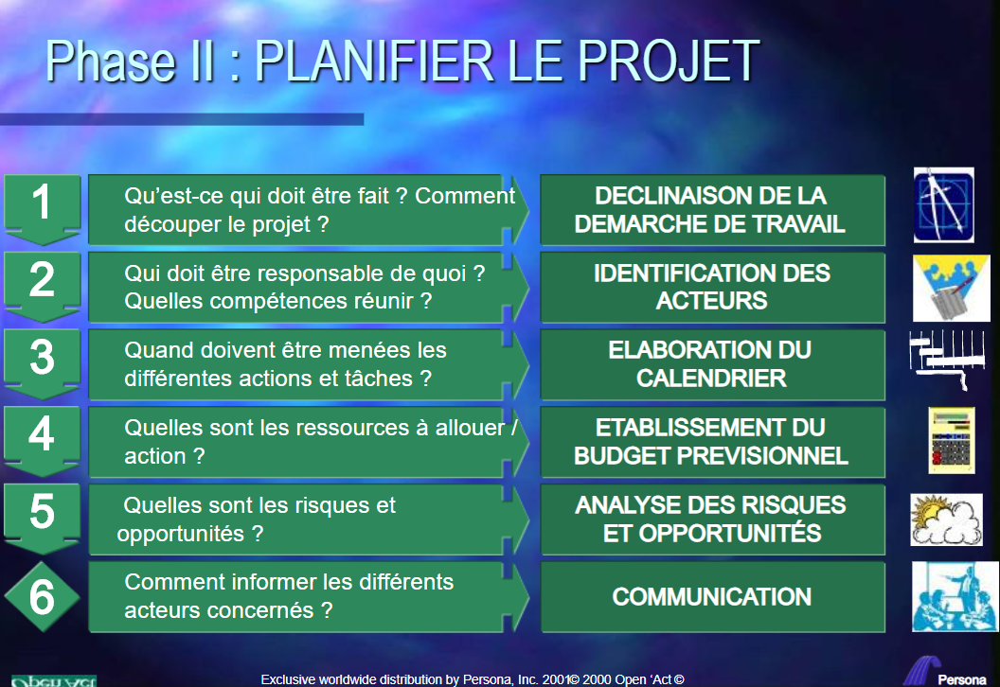 Phase II : PLANIFIER LE PROJET
1
Qu’est-ce qui doit être fait ? Comment
découper le projet ?
DECLINAISON DE LA
DEMARCHE DE TRAVAIL
2
Qui doit être responsable de quoi ?
Quelles compétences réunir ?
IDENTIFICATION DES
ACTEURS
3
Quand doivent être menées les
différentes actions et tâches ?
ELABORATION DU
CALENDRIER
4
Quelles sont les ressources à allouer /
action ?
ETABLISSEMENT DU
BUDGET PREVISIONNEL
5
Quelles sont les risques et
opportunités ?
ANALYSE DES RISQUES
ET OPPORTUNITÉS
6
Comment informer les différents
acteurs concernés ?
COMMUNICATION
Open Act
Exclusive worldwide distribution by Persona, Inc. 2001© 2000 Open ‘Act ©
Persona